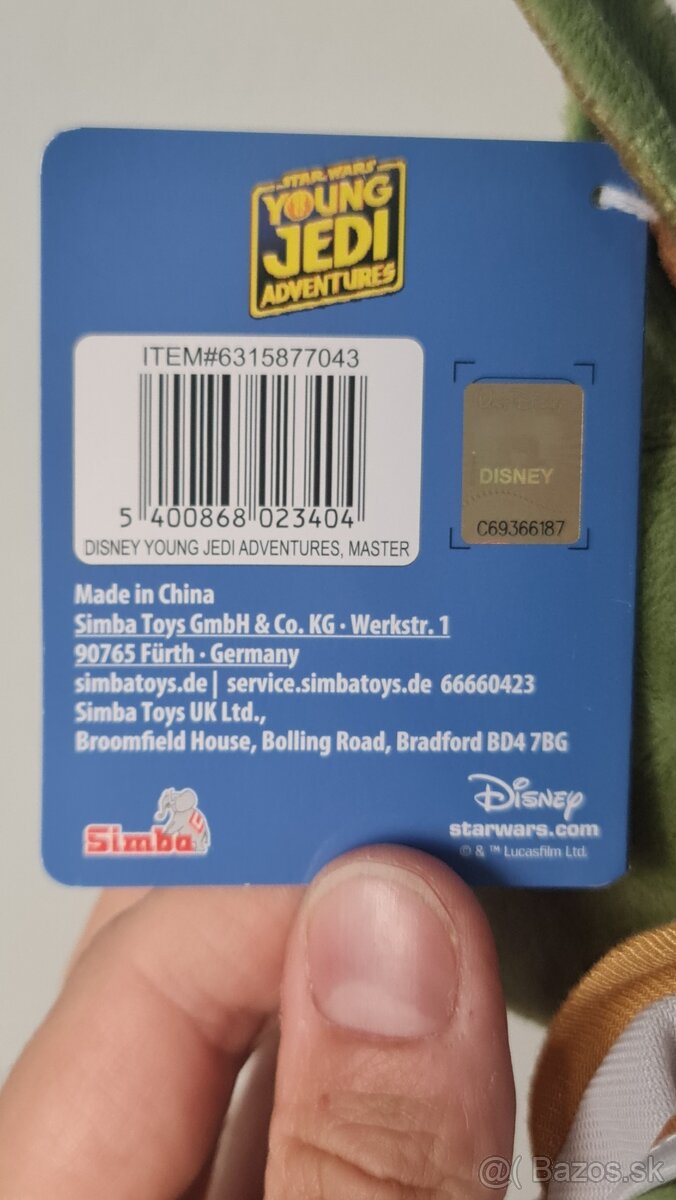 STAR WARS
YOUNG
JEDI
ADVENTURES
ITEM#6315877043
5 400868 023404
DISNEY YOUNG JEDI ADVENTURES, MASTER
DISNEY
C69366187
Made in China
Simba Toys GmbH & Co. KG · Werkstr. 1
90765 Fürth · Germany
simbatoys.de | service.simbatoys.de 66660423
Simba Toys UK Ltd.,
Broomfield House, Bolling Road, Bradford BD4 7BG
Simba
Disney
starwars.com
© & ™ Lucasfilm Ltd.
@( Bazos.sk